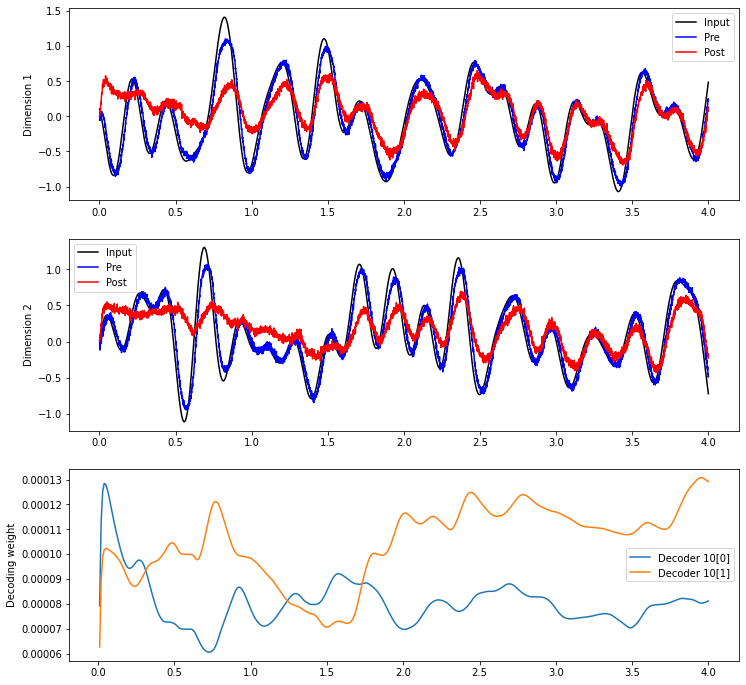 1.5
1.0
0.5
0.0
−0.5
−1.0
Dimension 1
Input
Pre
Post
0.0 0.5 1.0 1.5 2.0 2.5 3.0 3.5 4.0
1.0
0.5
0.0
−0.5
−1.0
Dimension 2
Input
Pre
Post
0.0 0.5 1.0 1.5 2.0 2.5 3.0 3.5 4.0
0.00013
0.00012
0.00011
0.00010
0.00009
0.00008
0.00007
0.00006
Decoding weight
Decoder 10[0]
Decoder 10[1]
0.0 0.5 1.0 1.5 2.0 2.5 3.0 3.5 4.0